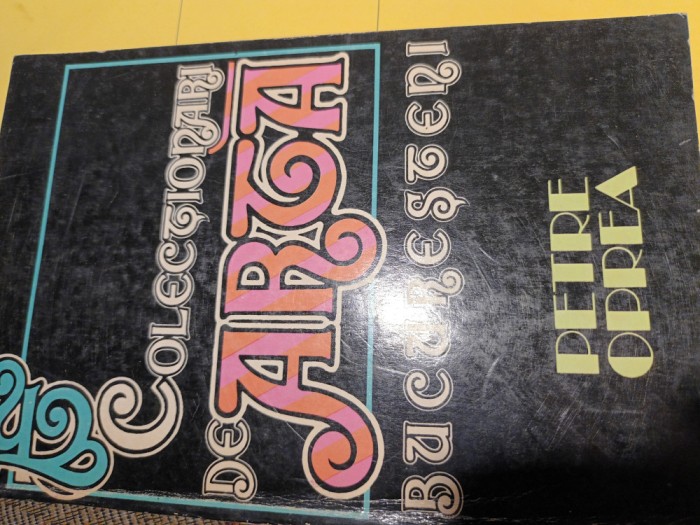 COLECȚIONARI
DE ARTĂ
BUCUREȘTENI
PETRE
OPREA